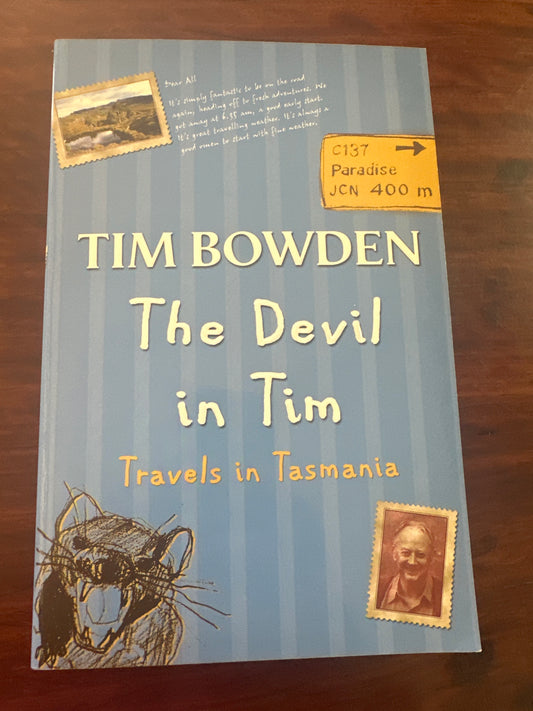 Dear All
It's simply fantastic to be on the road
again, heading off to fresh adventures. We
got away at 6.55 am, a good early start.
It's great travelling weather. It's always a
good omen to start with fine weather.
C137
Paradise
JCN 400 m
TIM BOWDEN
The Devil
in Tim
Travels in Tasmania